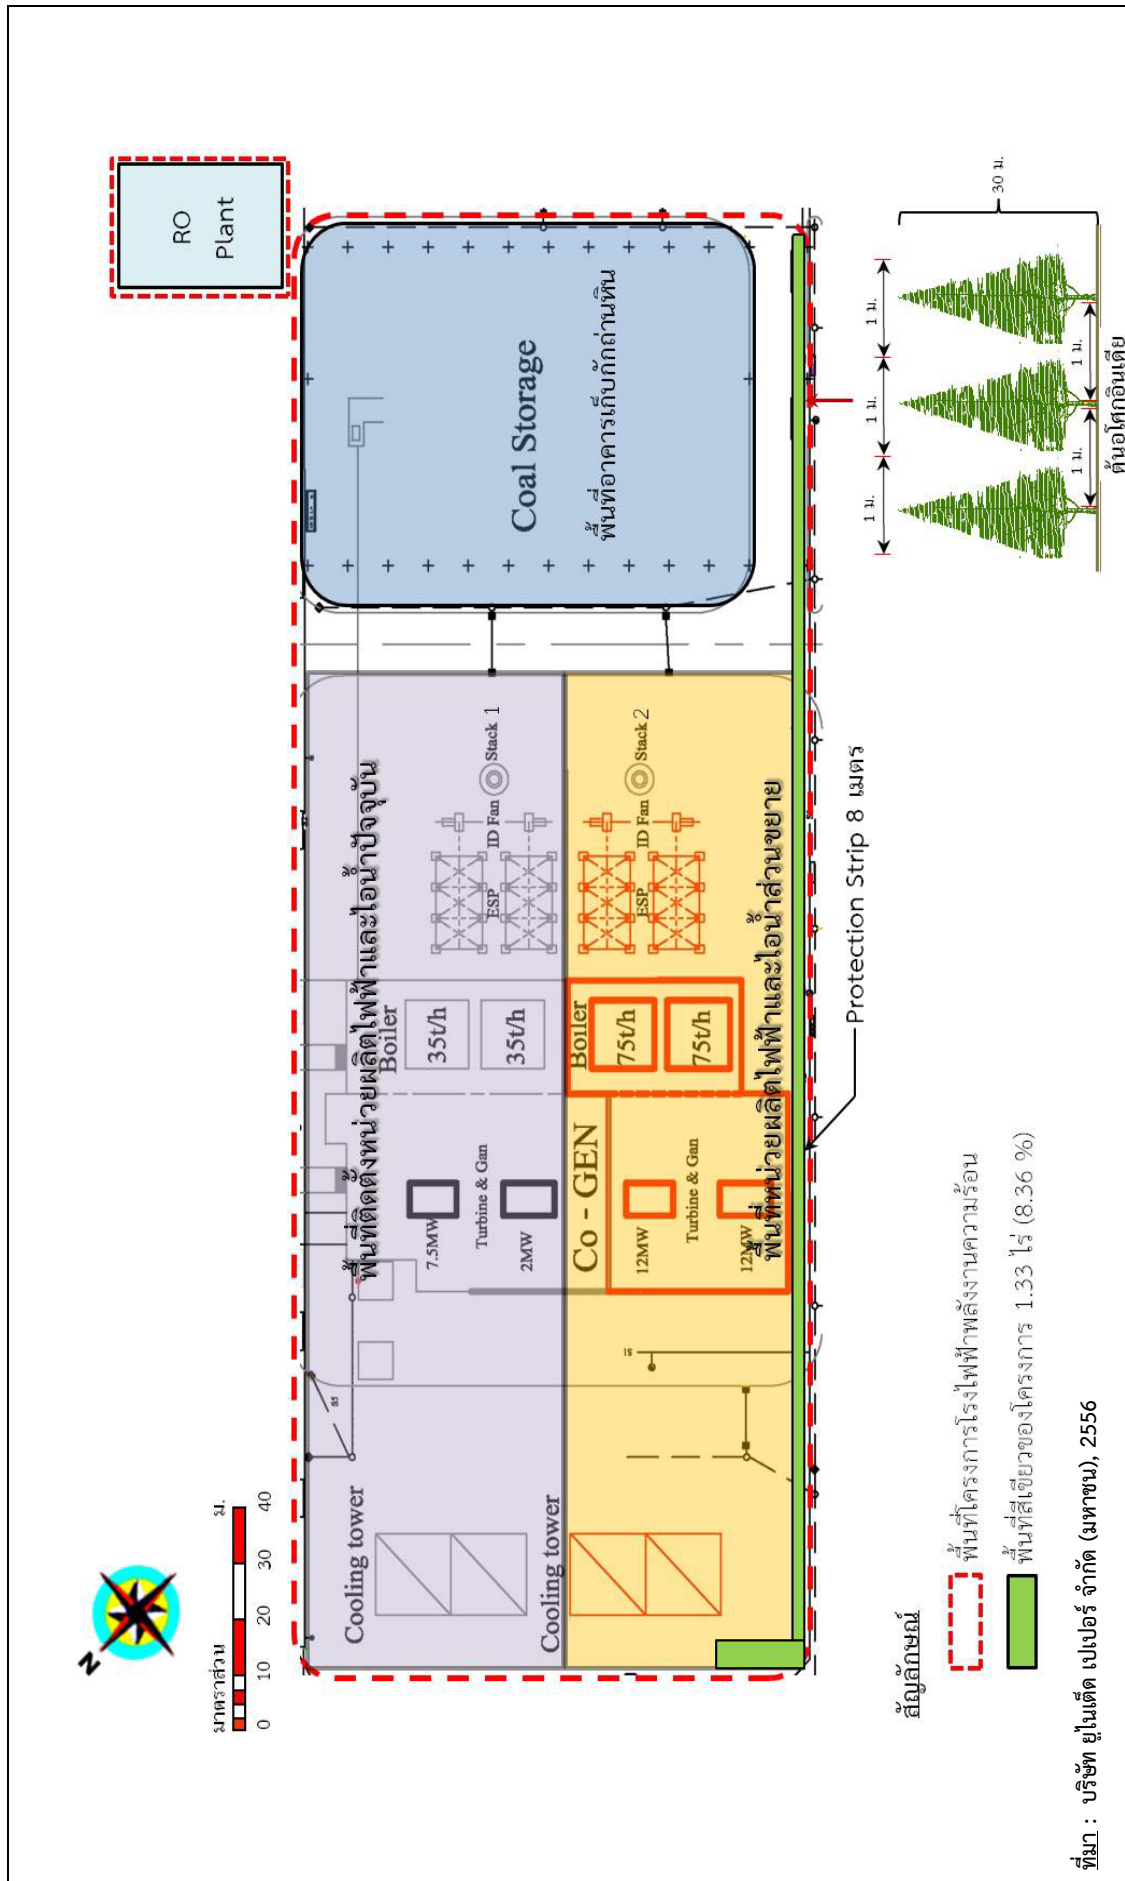 N
มาตราส่วน ม.
0 10 20 30 40
RO
Plant
Cooling tower
S5
พื้นที่ติดตั้งหน่วยผลิตไฟฟ้าและไอน้ำปัจจุบัน
Boiler
35t/h
35t/h
7.5MW
Turbine & Gan
2MW
ESP
ID Fan
Stack 1
Coal Storage
พื้นที่อาคารเก็บกักถ่านหิน
Cooling tower
Co - GEN
Boiler
75t/h
75t/h
12MW
Turbine & Gan
12MW
S1
ESP
ID Fan
Stack 2
พื้นที่หน่วยผลิตไฟฟ้าและไอน้ำส่วนขยาย
Protection Strip 8 เมตร
1 ม. 1 ม. 1 ม.
30 ม.
1 ม. 1 ม.
ต้นอโศกอินเดีย
สัญลักษณ์
พื้นที่โครงการโรงไฟฟ้าพลังงานความร้อน
พื้นที่สีเขียวของโครงการ 1.33 ไร่ (8.36 %)
ที่มา : บริษัท ยูไนเต็ด เปเปอร์ จำกัด (มหาชน), 2556